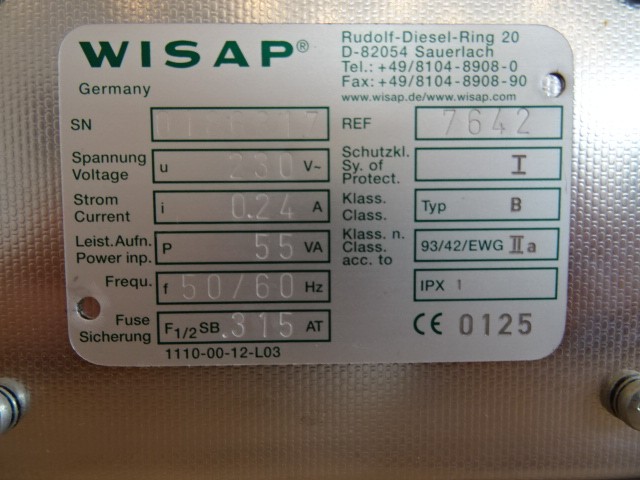 WISAP®
Germany
Rudolf-Diesel-Ring 20
D-82054 Sauerlach
Tel.: +49/8104-8908-0
Fax: +49/8104-8908-90
www.wisap.de/www.wisap.com
SN
REF 7642
Spannung
Voltage
u 230 V~
Schutzkl.
Sy. of
Protect.
I
Strom
Current
i 0.24 A
Klass.
Class.
Typ B
Leist.Aufn.
Power inp.
P 55 VA
Klass. n.
Class.
acc. to
93/42/EWG IIa
Frequ.
f 50/60 Hz
IPX 1
Fuse
Sicherung
F1/2SB .315 AT
CE 0125
1110-00-12-L03